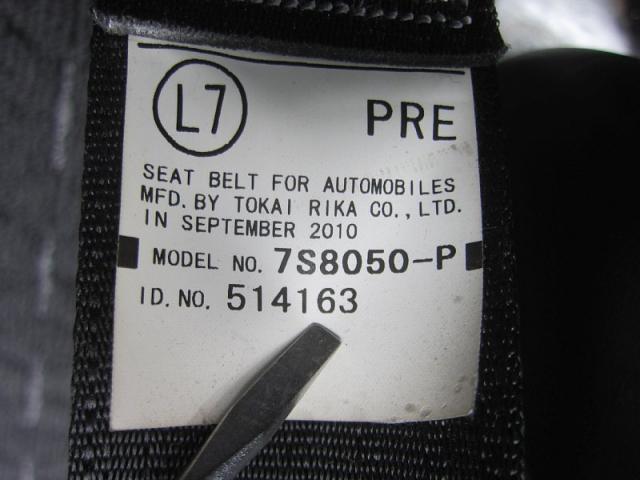 L7 PRE
SEAT BELT FOR AUTOMOBILES
MFD. BY TOKAI RIKA CO., LTD.
IN SEPTEMBER 2010
MODEL NO. 7S8050-P
ID. NO. 514163